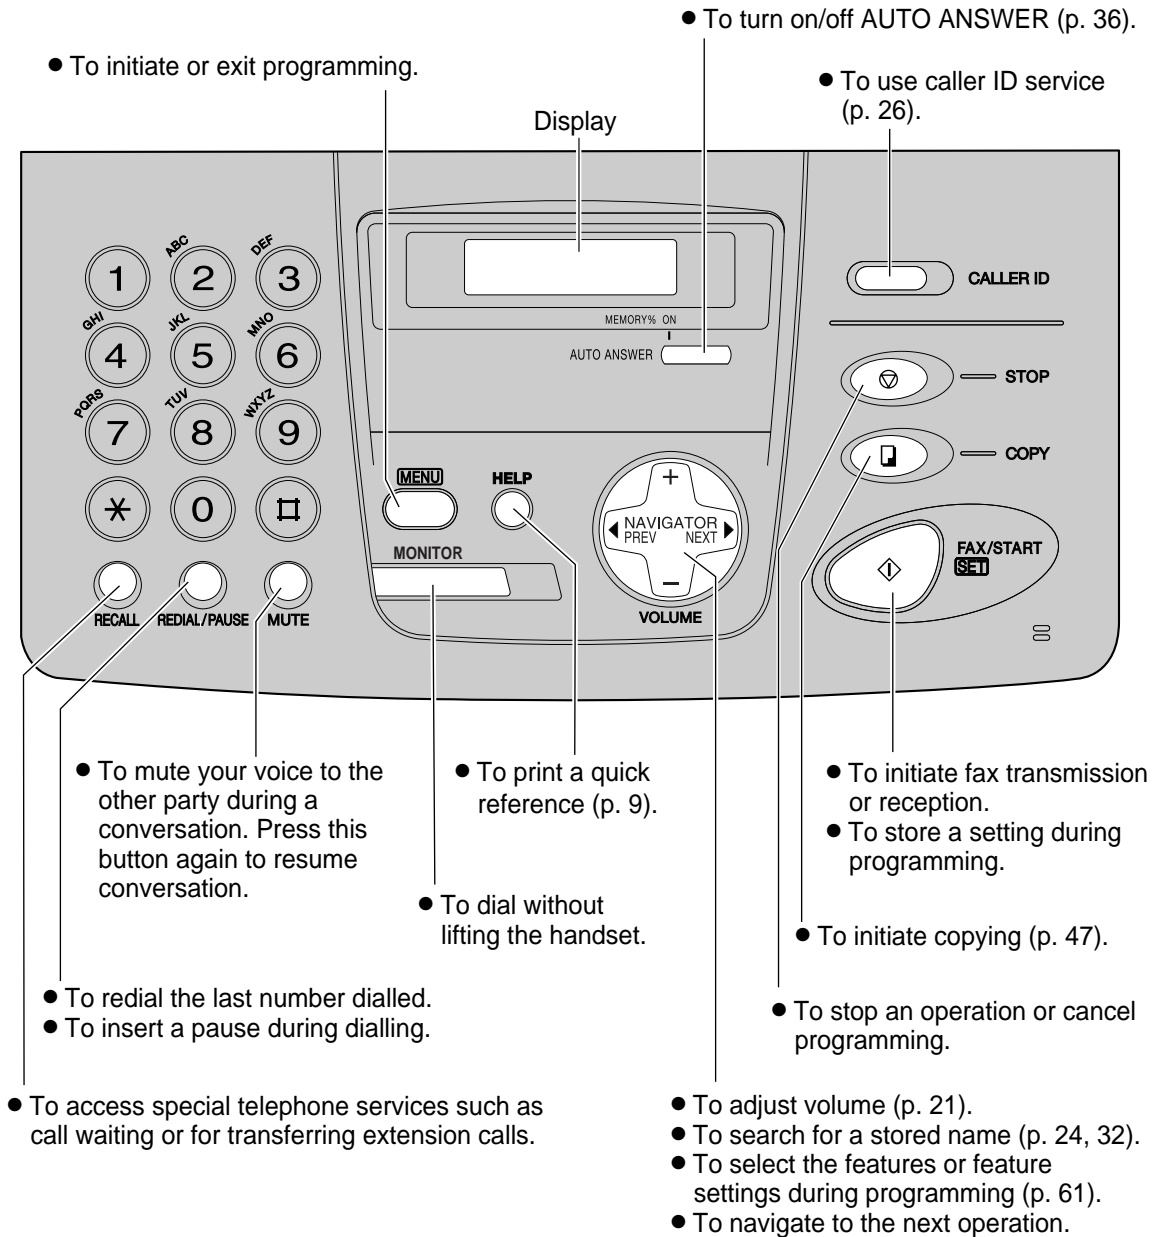 ● To turn on/off AUTO ANSWER (p. 36).
● To initiate or exit programming.
● To use caller ID service
(p. 26).
Display
1
ABC
2
DEF
3
CALLER ID
GHI
4
JKL
5
MNO
6
MEMORY% ON
AUTO ANSWER
STOP
PQRS
7
TUV
8
WXYZ
9
COPY
MENU
HELP
+
NAVIGATOR
PREV NEXT
−
VOLUME
0
MONITOR
FAX/START
SET
RECALL
REDIAL/PAUSE
MUTE
● To mute your voice to the
other party during a
conversation. Press this
button again to resume
conversation.
● To print a quick
reference (p. 9).
● To initiate fax transmission
or reception.
● To store a setting during
programming.
● To dial without
lifting the handset.
● To initiate copying (p. 47).
● To redial the last number dialled.
● To insert a pause during dialling.
● To stop an operation or cancel
programming.
● To access special telephone services such as
call waiting or for transferring extension calls.
● To adjust volume (p. 21).
● To search for a stored name (p. 24, 32).
● To select the features or feature
settings during programming (p. 61).
● To navigate to the next operation.